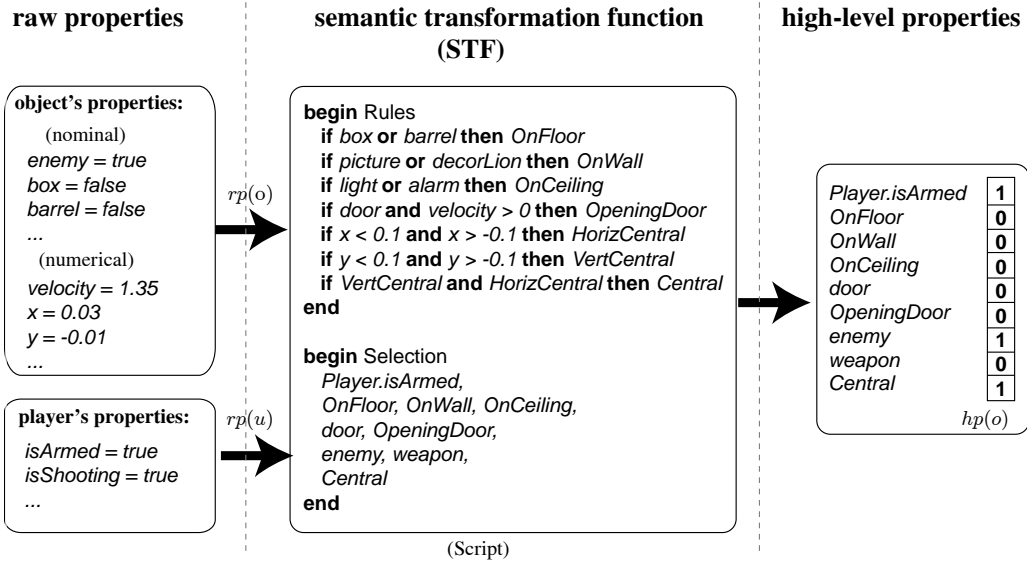 raw properties
object's properties:
(nominal)
enemy = true
box = false
barrel = false
...
(numerical)
velocity = 1.35
x = 0.03
y = -0.01
...
player's properties:
isArmed = true
isShooting = true
...
rp(o)
rp(u)
semantic transformation function
(STF)
begin Rules
if box or barrel then OnFloor
if picture or decorLion then OnWall
if light or alarm then OnCeiling
if door and velocity > 0 then OpeningDoor
if x < 0.1 and x > -0.1 then HorizCentral
if y < 0.1 and y > -0.1 then VertCentral
if VertCentral and HorizCentral then Central
end
begin Selection
Player.isArmed,
OnFloor, OnWall, OnCeiling,
door, OpeningDoor,
enemy, weapon,
Central
end
(Script)
high-level properties
Player.isArmed 1
OnFloor 0
OnWall 0
OnCeiling 0
door 0
OpeningDoor 0
enemy 1
weapon 0
Central 1
hp(o)